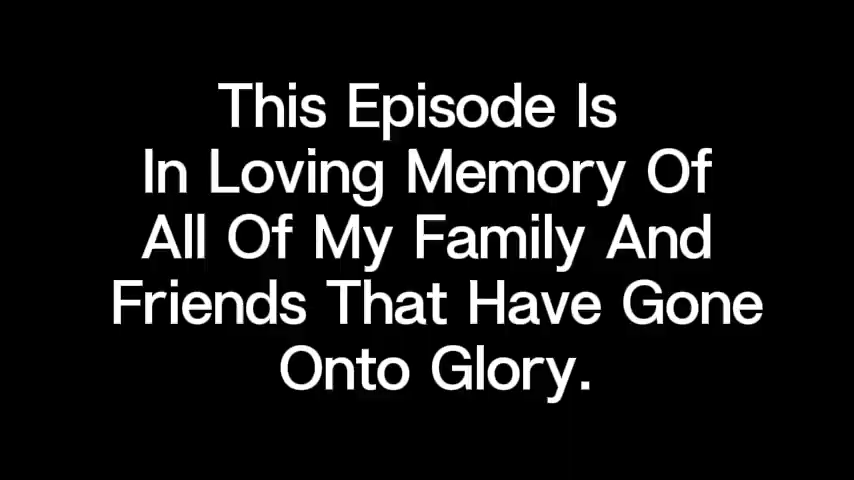 This Episode Is
In Loving Memory Of
All Of My Family And
Friends That Have Gone
Onto Glory.